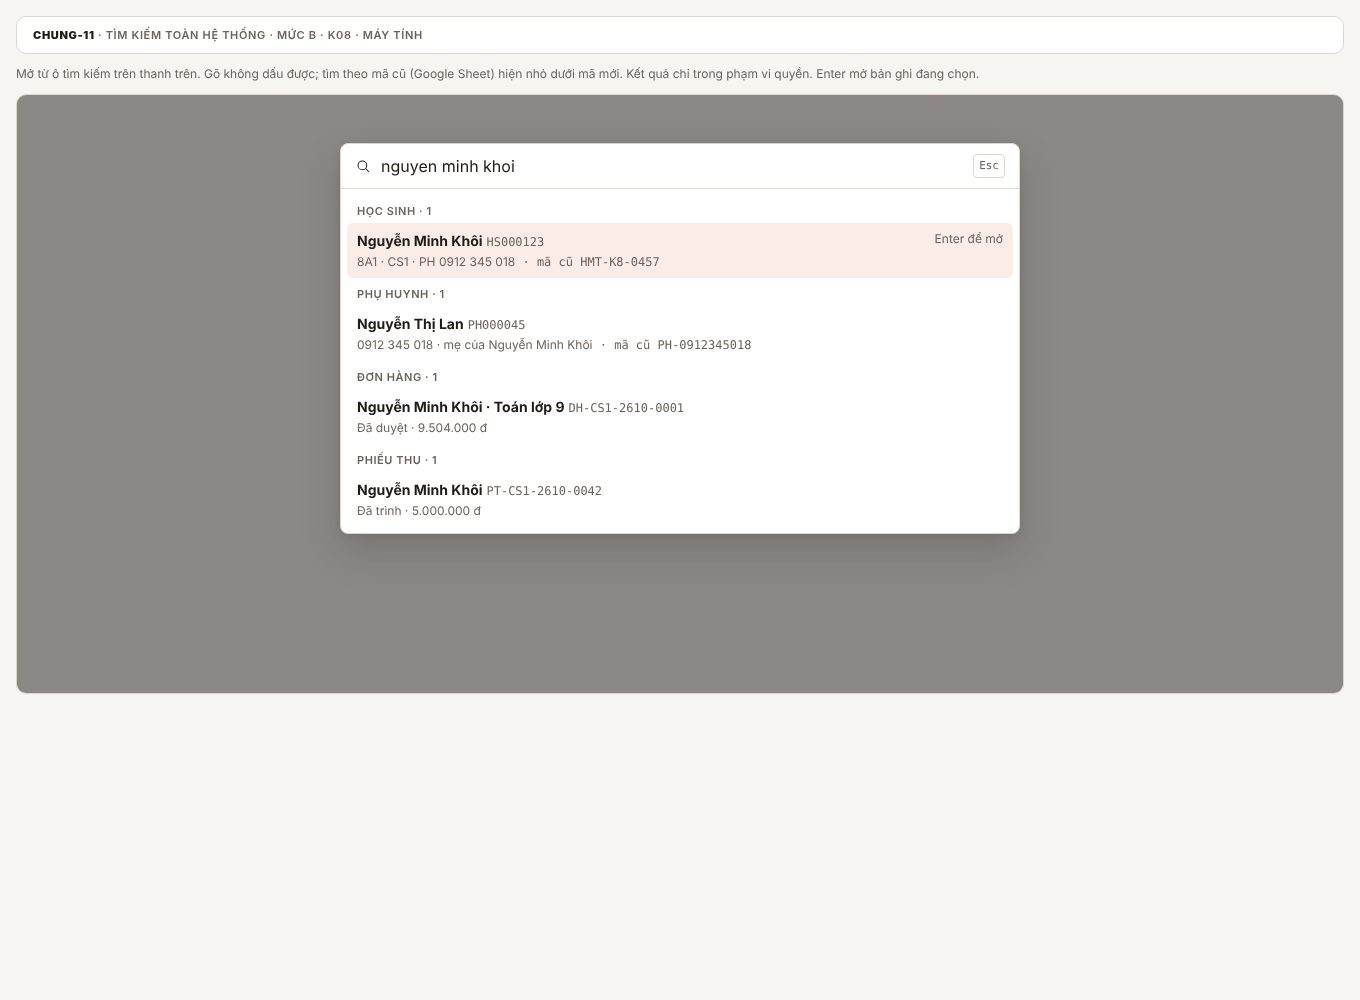 CHUNG-11 · TÌM KIẾM TOÀN HỆ THỐNG · MỨC B · K08 · MÁY TÍNH
Mở từ ô tìm kiếm trên thanh trên. Gõ không dấu được; tìm theo mã cũ (Google Sheet) hiện nhỏ dưới mã mới. Kết quả chỉ trong phạm vi quyền. Enter mở bản ghi đang chọn.
nguyen minh khoi
Esc
HỌC SINH · 1
Nguyễn Minh Khôi HS000123
Enter để mở
8A1 · CS1 · PH 0912 345 018 · mã cũ HMT-K8-0457
PHỤ HUYNH · 1
Nguyễn Thị Lan PH000045
0912 345 018 · mẹ của Nguyễn Minh Khôi · mã cũ PH-0912345018
ĐƠN HÀNG · 1
Nguyễn Minh Khôi · Toán lớp 9 DH-CS1-2610-0001
Đã duyệt · 9.504.000 đ
PHIẾU THU · 1
Nguyễn Minh Khôi PT-CS1-2610-0042
Đã trình · 5.000.000 đ